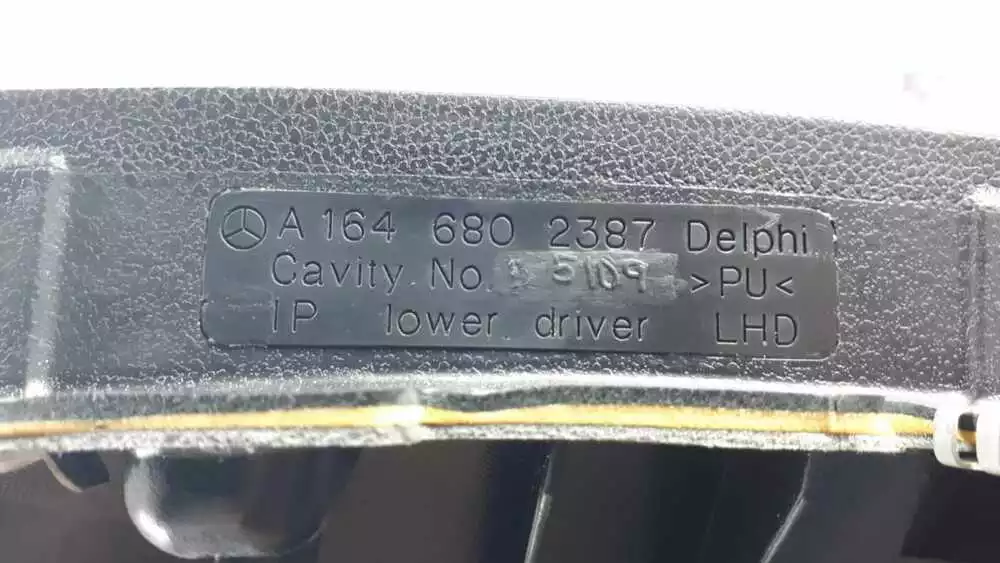 A 164 680 2387 Delphi
Cavity No. 5109 >PU<
IP lower driver LHD